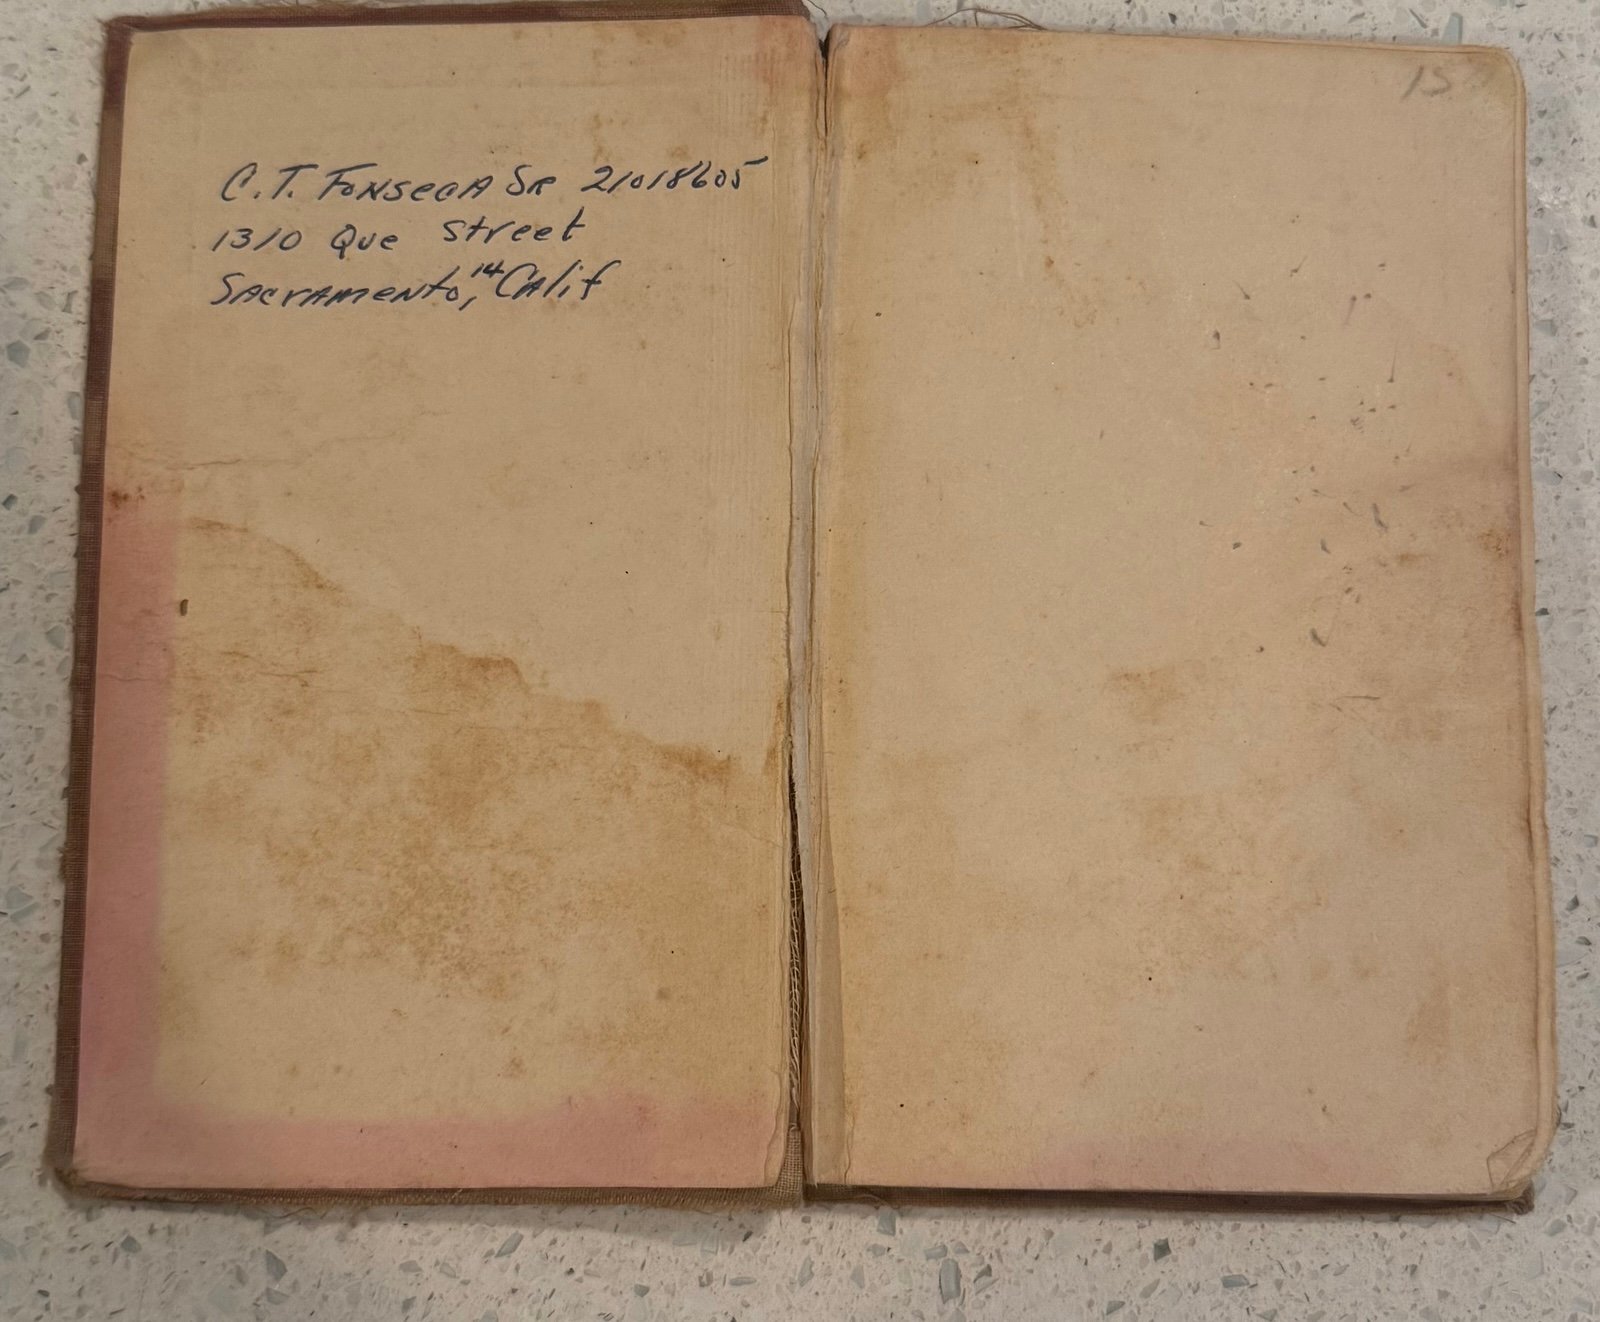 C.T. Fonseca Sr 21018605
1310 Que Street
Sacramento, 14 Calif
15